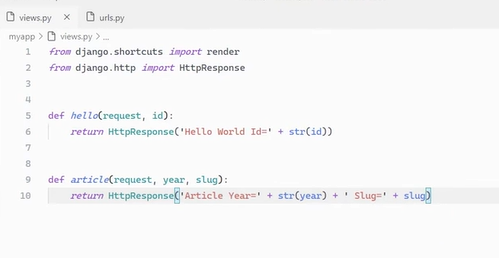 views.py × urls.py
myapp > views.py > ...
1 from django.shortcuts import render
2 from django.http import HttpResponse
3
4
5 def hello(request, id):
6     return HttpResponse('Hello World Id=' + str(id))
7
8
9 def article(request, year, slug):
10     return HttpResponse('Article Year=' + str(year) + ' Slug=' + slug)